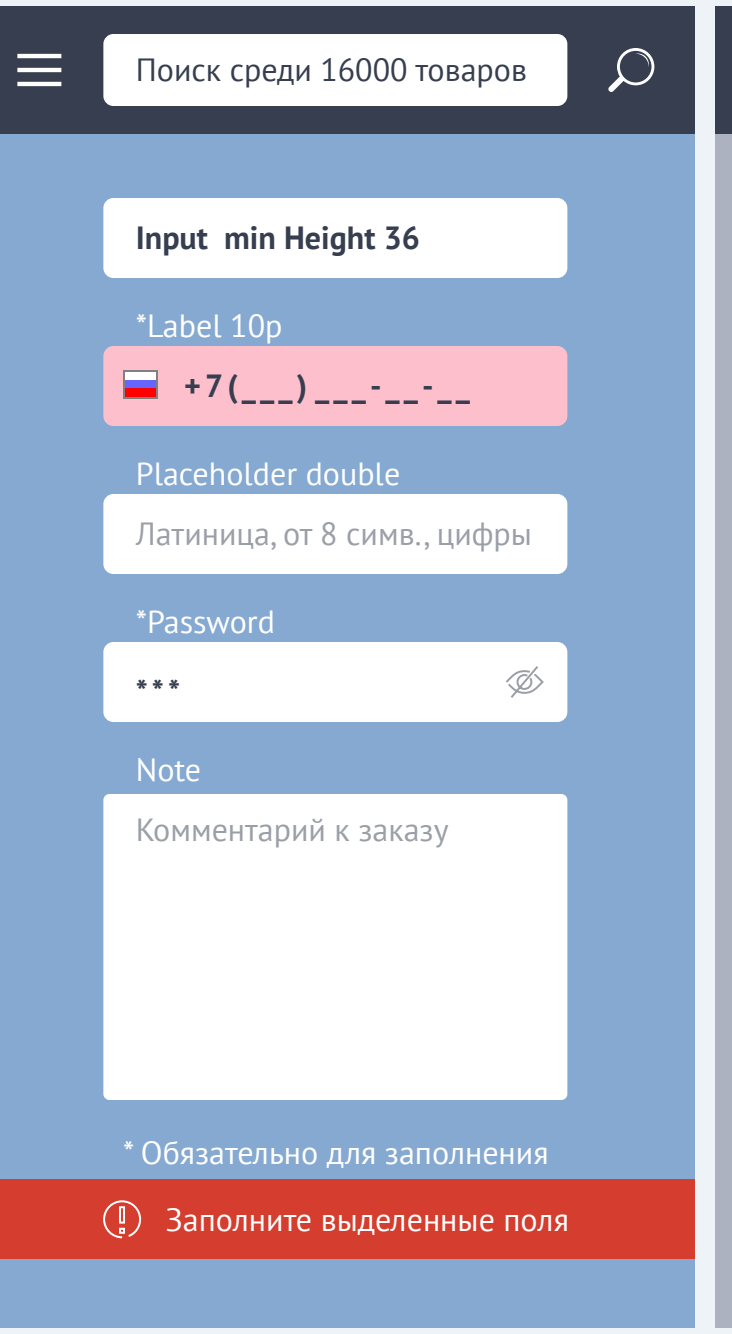 Поиск среди 16000 товаров
Input min Height 36
*Label 10p
+7(___)___-__-__
Placeholder double
Латиница, от 8 симв., цифры
*Password
***
Note
Комментарий к заказу
* Обязательно для заполнения
Заполните выделенные поля